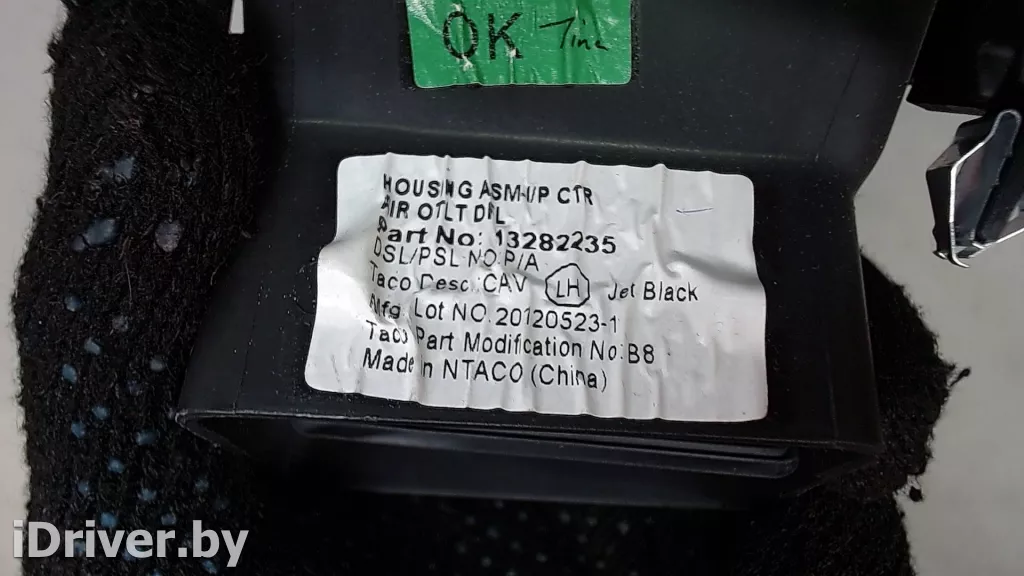 OK Tina
HOUSING ASM-I/P CTR
AIR OTLT DFL
Part No: 13282235
DSL/PSL NO P/A
Taco Desc.:CAV LH Jet Black
Mfg. Lot NO. 20120523-1
Taco Part Modification No: B8
Made in NTACO (China)
iDriver.by